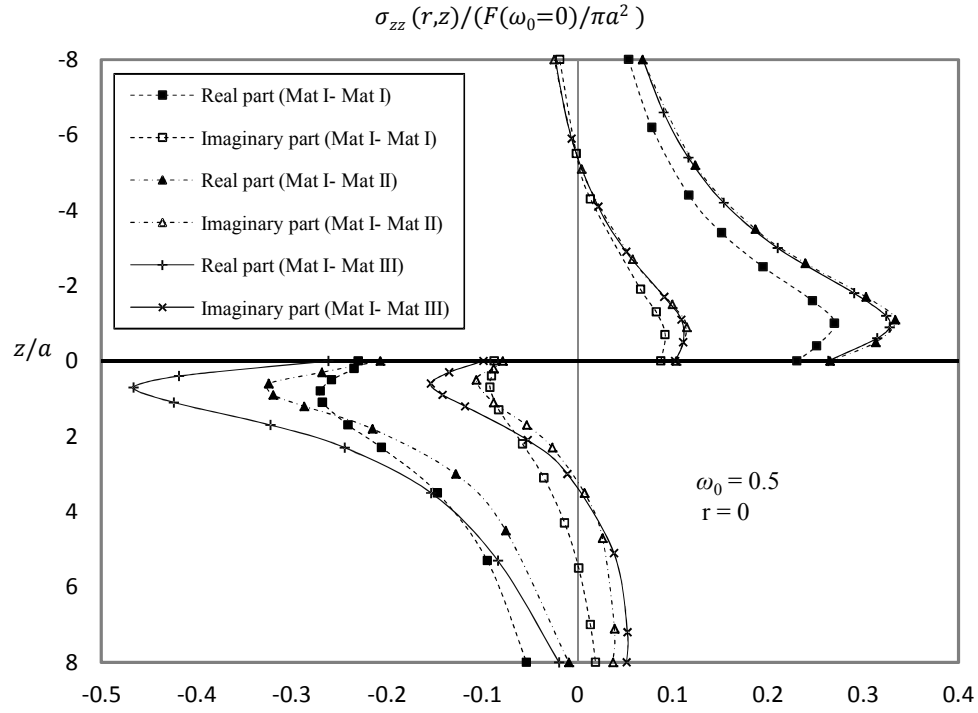 σzz (r,z)/(F(ω0=0)/πa²)
-8
-6
-4
-2
z/a 0
2
4
6
8
Real part (Mat I- Mat I)
Imaginary part (Mat I- Mat I)
Real part (Mat I- Mat II)
Imaginary part (Mat I- Mat II)
Real part (Mat I- Mat III)
Imaginary part (Mat I- Mat III)
ω0 = 0.5
r = 0
-0.5 -0.4 -0.3 -0.2 -0.1 0 0.1 0.2 0.3 0.4